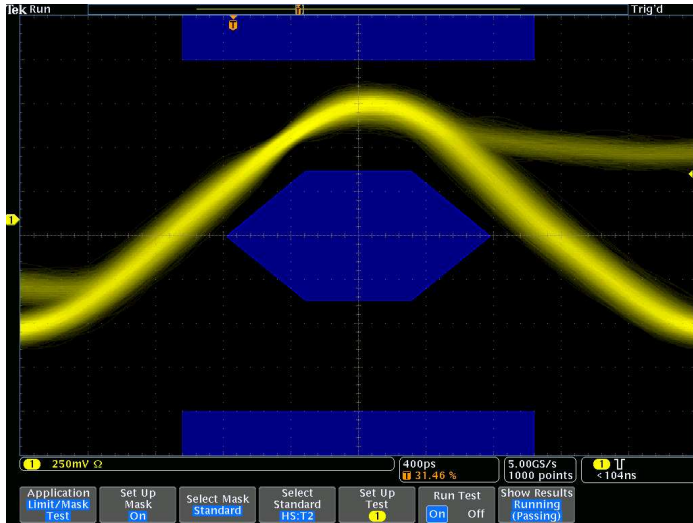 Tek Run Trig'd
T
T
1
1 250mV Ω
400ps
T 31.46 %
5.00GS/s
1000 points
1
<104ns
Application
Limit/Mask
Test
Set Up
Mask
On
Select Mask
Standard
Select
Standard
HS:T2
Set Up
Test
1
Run Test
On Off
Show Results
Running
(Passing)